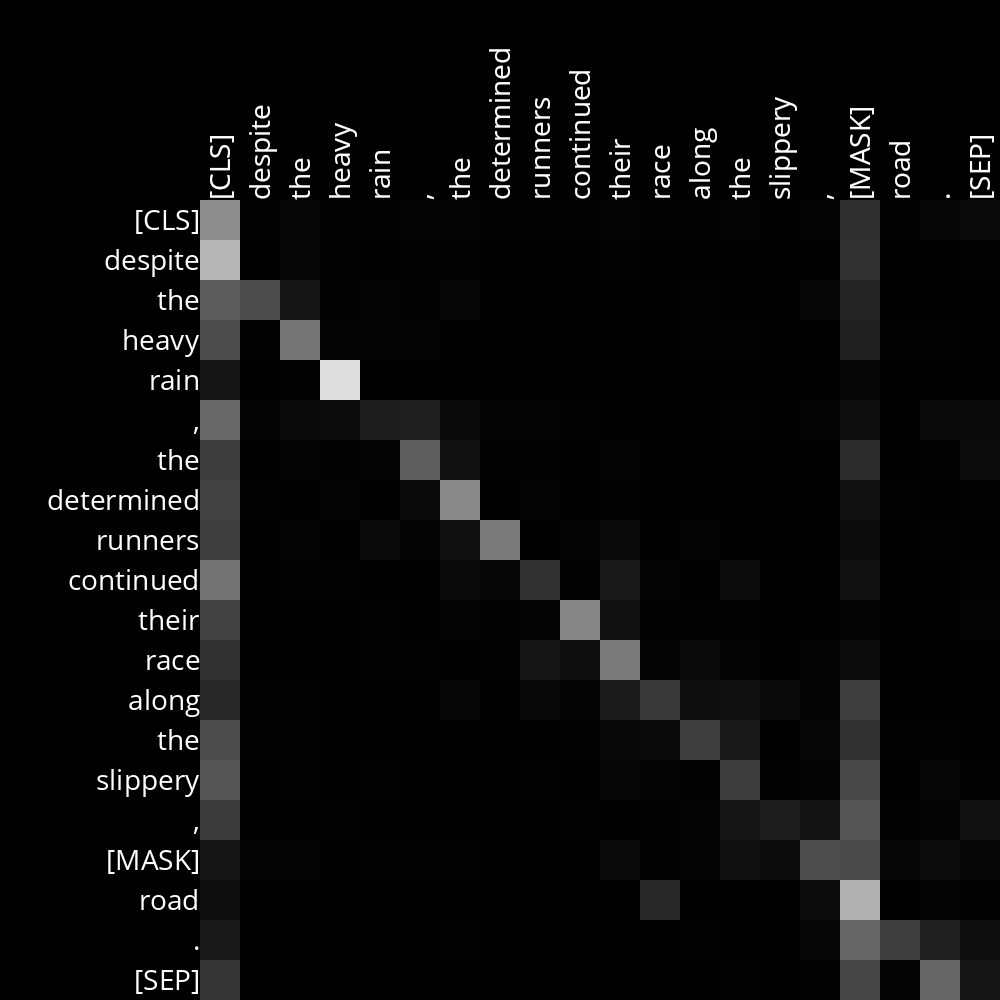 [CLS] despite the heavy rain , the determined runners continued their race along the slippery , [MASK] road . [SEP]
[CLS]
despite
the
heavy
rain
,
the
determined
runners
continued
their
race
along
the
slippery
,
[MASK]
road
.
[SEP]